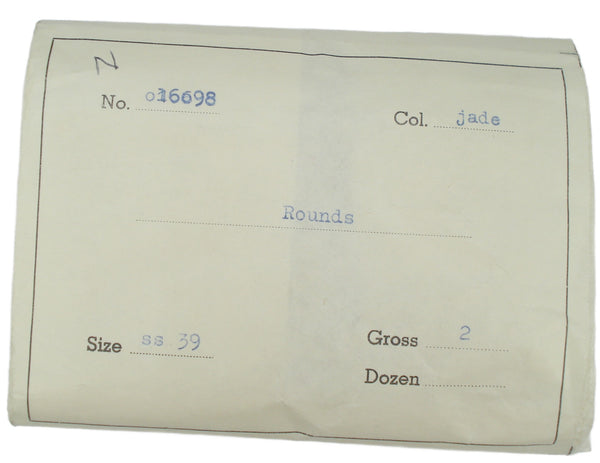 N
No. 016698
Col. jade
Rounds
Size ss 39
Gross 2
Dozen